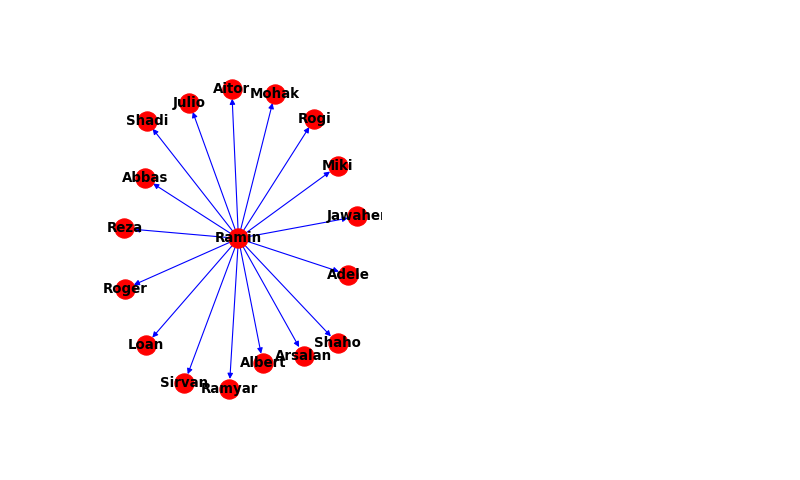 Aitor
Mohak
Julio
Rogi
Shadi
Miki
Abbas
Jawaher
Reza
Ramin
Adele
Roger
Shaho
Loan
Arsalan
Albert
Sirvan
Ramyar